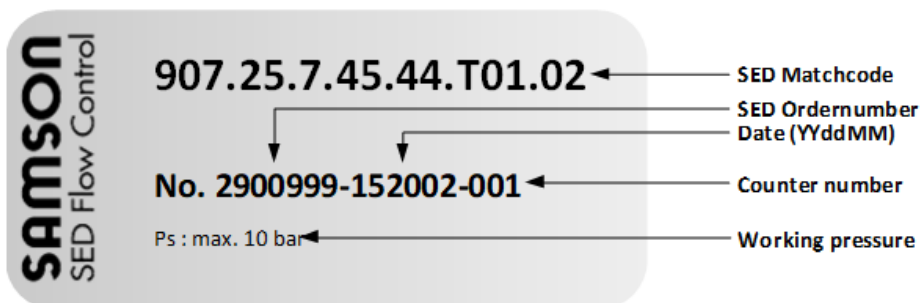 SAMSON
SED Flow Control
907.25.7.45.44.T01.02
SED Matchcode
SED Ordernumber
Date (YYddMM)
No. 2900999-152002-001
Counter number
Ps : max. 10 bar
Working pressure